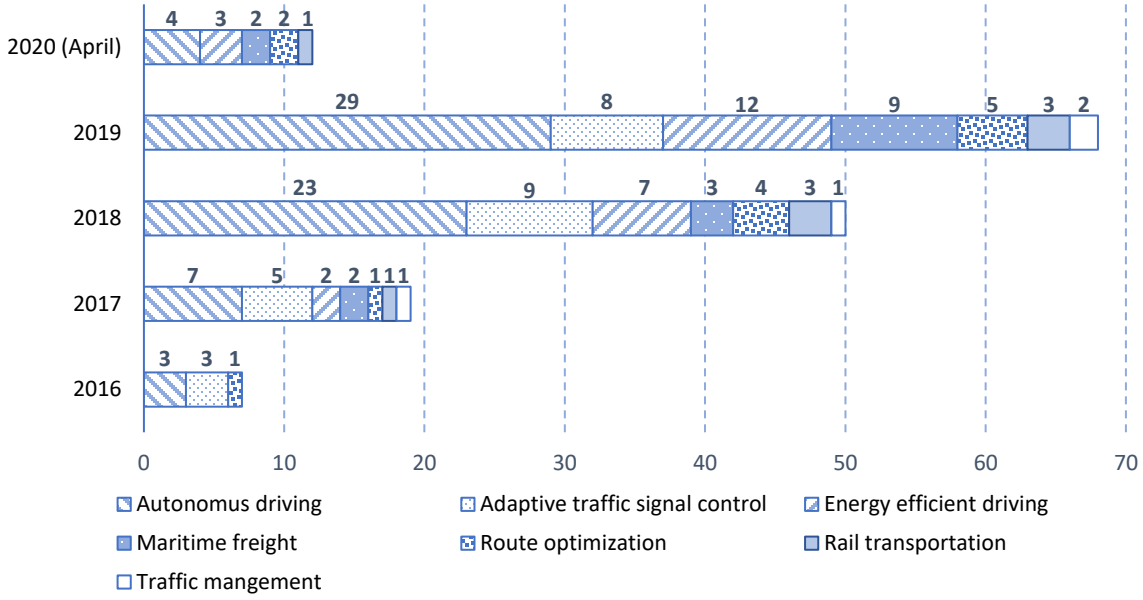 4 3 2 2 1
2020 (April)
29 8 12 9 5 3 2
2019
23 9 7 3 4 3 1
2018
7 5 2 2 1 1 1
2017
3 3 1
2016
0 10 20 30 40 50 60 70
Autonomus driving Adaptive traffic signal control Energy efficient driving
Maritime freight Route optimization Rail transportation
Traffic mangement